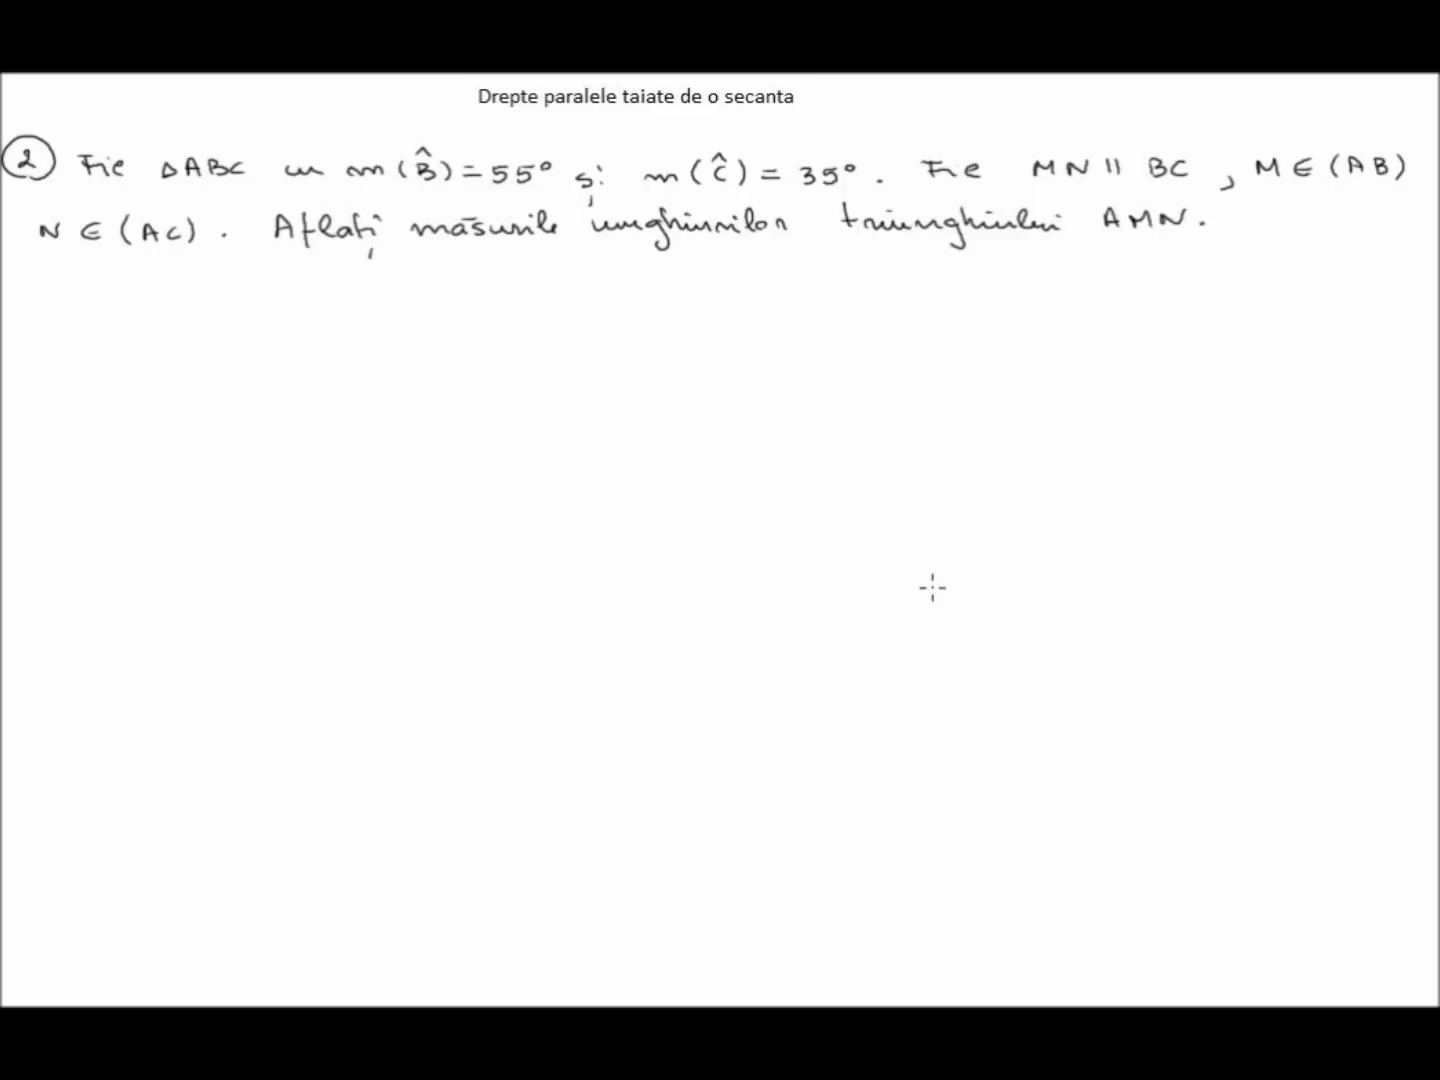 Drepte paralele taiate de o secanta
② Fie ΔABC cu m(B̂) = 55° și m(Ĉ) = 35°. Fie MN || BC, M ∈ (AB)
N ∈ (AC). Aflați măsurile unghiurilor triunghiului AMN.